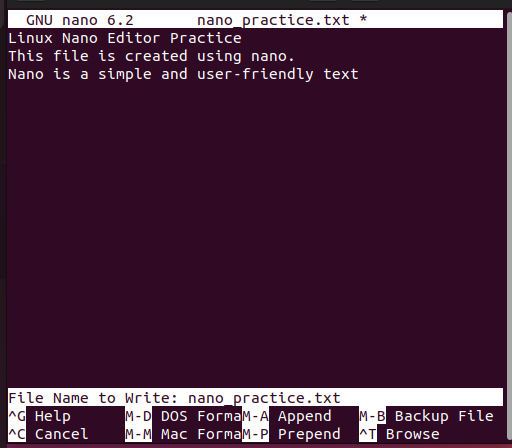 GNU nano 6.2 nano_practice.txt *
Linux Nano Editor Practice
This file is created using nano.
Nano is a simple and user-friendly text
File Name to Write: nano_practice.txt
^G Help M-D DOS Forma M-A Append M-B Backup File
^C Cancel M-M Mac Forma M-P Prepend ^T Browse